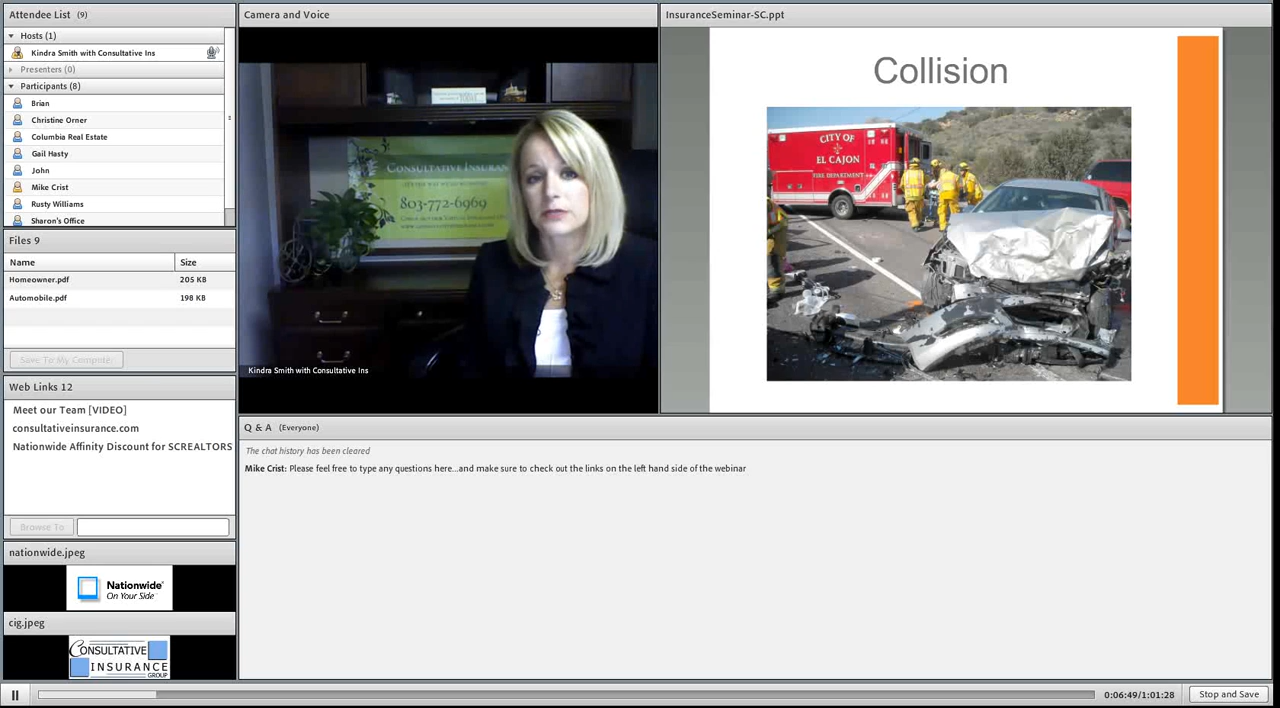 Attendee List (9)
Hosts (1)
Kindra Smith with Consultative Ins
Presenters (0)
Participants (8)
Brian
Christine Orner
Columbia Real Estate
Gail Hasty
John
Mike Crist
Rusty Williams
Sharon's Office
Files 9
Name Size
Homeowner.pdf 205 KB
Automobile.pdf 198 KB
Save To My Compute
Web Links 12
Meet our Team [VIDEO]
consultativeinsurance.com
Nationwide Affinity Discount for SCREALTORS
Browse To
nationwide.jpeg
Nationwide®
On Your Side
cig.jpeg
CONSULTATIVE
INSURANCE
GROUP
Camera and Voice
CONSULTATIVE INSURAN
803-772-6969
Kindra Smith with Consultative Ins
InsuranceSeminar-SC.ppt
Collision
CITY OF
EL CAJON
FIRE DEPARTMENT
Q & A (Everyone)
The chat history has been cleared
Mike Crist: Please feel free to type any questions here...and make sure to check out the links on the left hand side of the webinar
0:06:49/1:01:28
Stop and Save